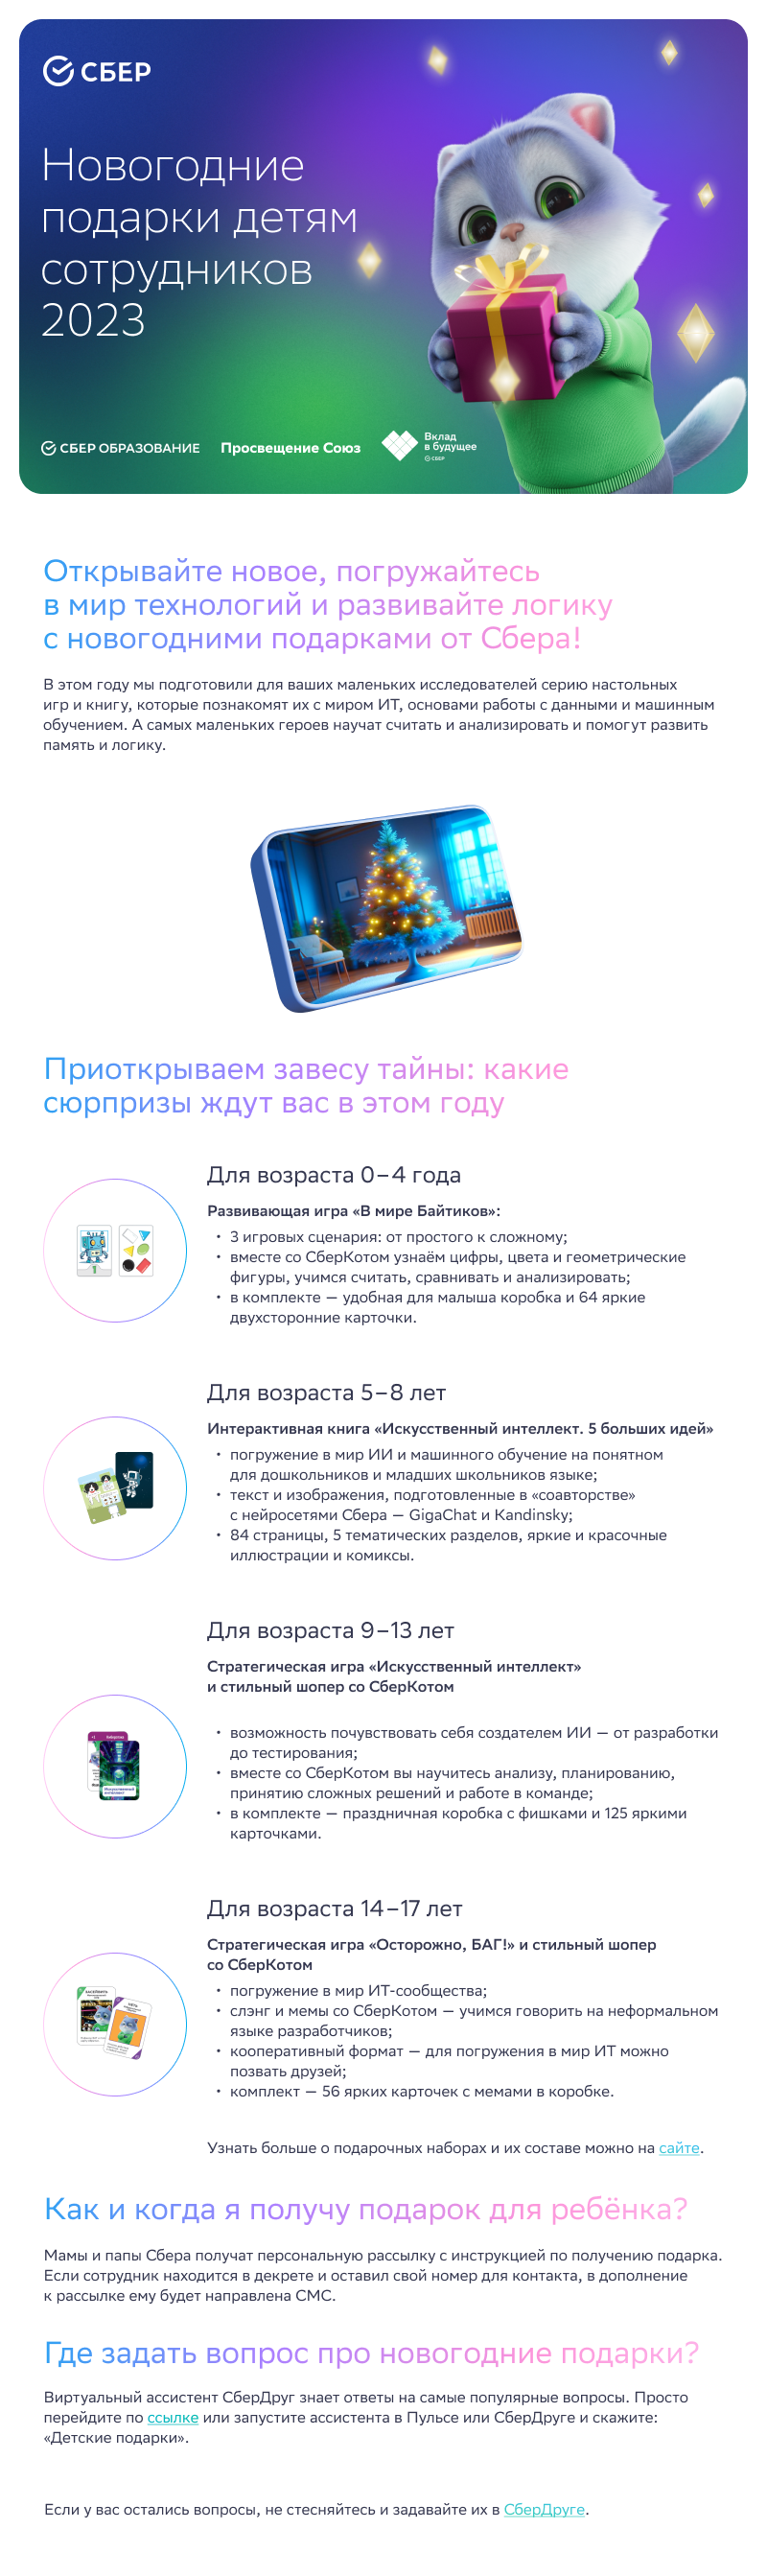 СБЕР
Новогодние
подарки детям
сотрудников
2023
СБЕР ОБРАЗОВАНИЕ
Просвещение Союз
Вклад
в будущее
СБЕР
Открывайте новое, погружайтесь
в мир технологий и развивайте логику
с новогодними подарками от Сбера!
В этом году мы подготовили для ваших маленьких исследователей серию настольных
игр и книгу, которые познакомят их с миром ИТ, основами работы с данными и машинным
обучением. А самых маленьких героев научат считать и анализировать и помогут развить
память и логику.
Приоткрываем завесу тайны: какие
сюрпризы ждут вас в этом году
Для возраста 0–4 года
Развивающая игра «В мире Байтиков»:
• 3 игровых сценария: от простого к сложному;
• вместе со СберКотом узнаём цифры, цвета и геометрические
фигуры, учимся считать, сравнивать и анализировать;
• в комплекте — удобная для малыша коробка и 64 яркие
двухсторонние карточки.
1
Для возраста 5–8 лет
Интерактивная книга «Искусственный интеллект. 5 больших идей»
• погружение в мир ИИ и машинного обучение на понятном
для дошкольников и младших школьников языке;
• текст и изображения, подготовленные в «соавторстве»
с нейросетями Сбера — GigaChat и Kandinsky;
• 84 страницы, 5 тематических разделов, яркие и красочные
иллюстрации и комиксы.
Для возраста 9–13 лет
Стратегическая игра «Искусственный интеллект»
и стильный шопер со СберКотом
• возможность почувствовать себя создателем ИИ — от разработки
до тестирования;
• вместе со СберКотом вы научитесь анализу, планированию,
принятию сложных решений и работе в команде;
• в комплекте — праздничная коробка с фишками и 125 яркими
карточками.
Искусственный
интеллект
Для возраста 14–17 лет
Стратегическая игра «Осторожно, БАГ!» и стильный шопер
со СберКотом
• погружение в мир ИТ-сообщества;
• слэнг и мемы со СберКотом — учимся говорить на неформальном
языке разработчиков;
• кооперативный формат — для погружения в мир ИТ можно
позвать друзей;
• комплект — 56 ярких карточек с мемами в коробке.
Узнать больше о подарочных наборах и их составе можно на сайте.
Как и когда я получу подарок для ребёнка?
Мамы и папы Сбера получат персональную рассылку с инструкцией по получению подарка.
Если сотрудник находится в декрете и оставил свой номер для контакта, в дополнение
к рассылке ему будет направлена СМС.
Где задать вопрос про новогодние подарки?
Виртуальный ассистент СберДруг знает ответы на самые популярные вопросы. Просто
перейдите по ссылке или запустите ассистента в Пульсе или СберДруге и скажите:
«Детские подарки».
Если у вас остались вопросы, не стесняйтесь и задавайте их в СберДруге.